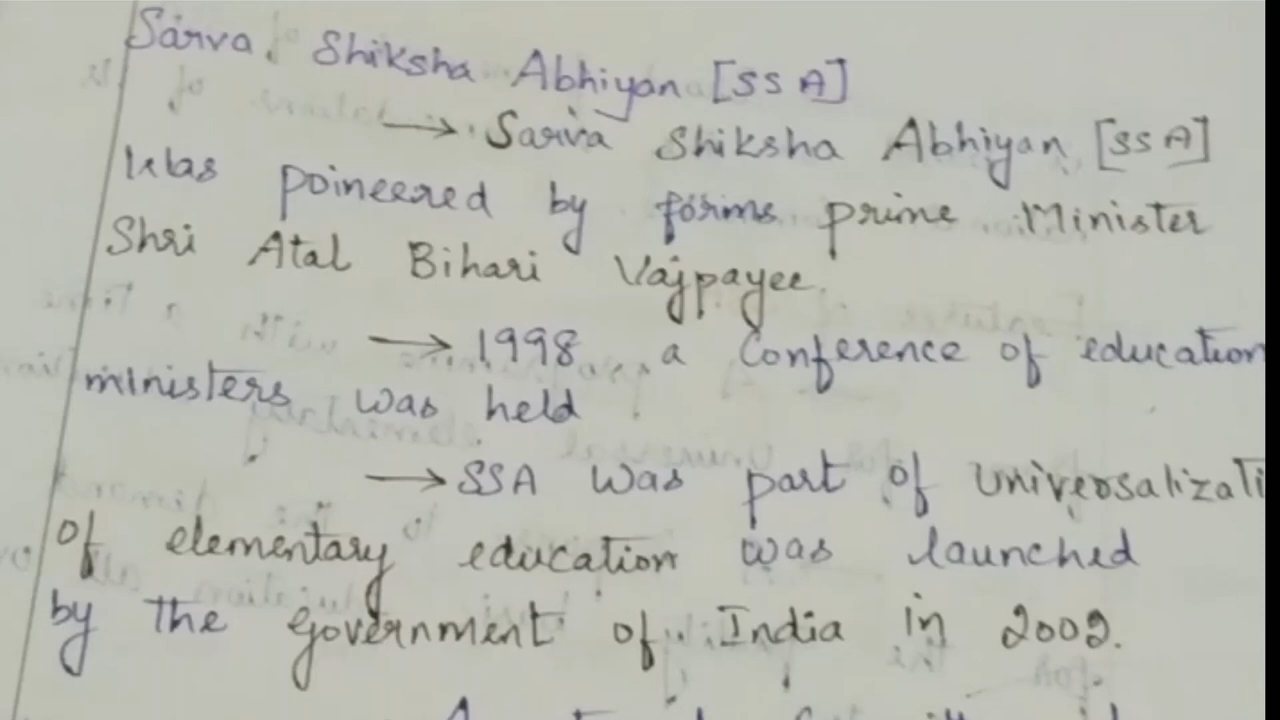 Sarva Shiksha Abhiyan [SSA]
→ Sarva Shiksha Abhiyan [SSA]
Was poineered by forms prime Minister
Shri Atal Bihari Vajpayee.
→ 1998 a Conference of education
ministers was held
→ SSA was part of Universalizati
of elementary education was launched
by the Government of India in 2002.